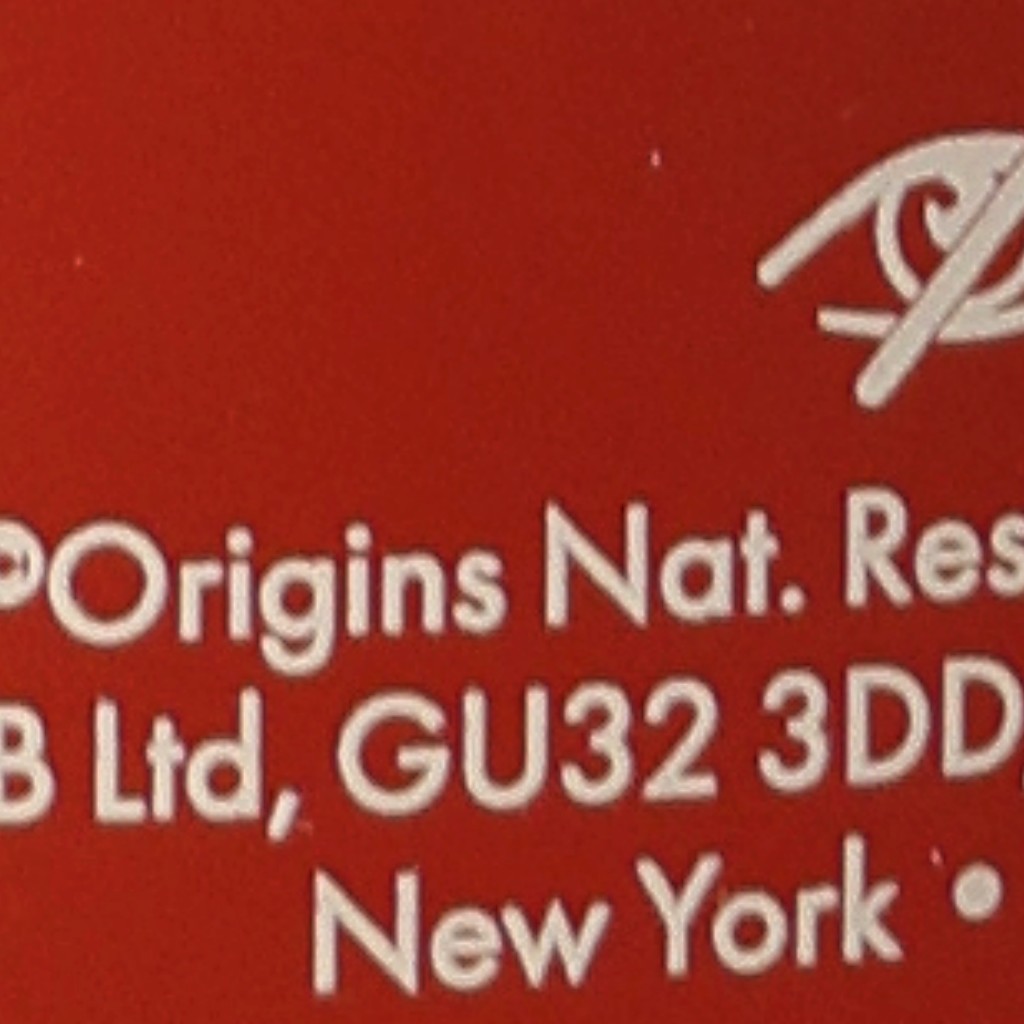 ©Origins Nat. Res
B Ltd, GU32 3DD,
New York •